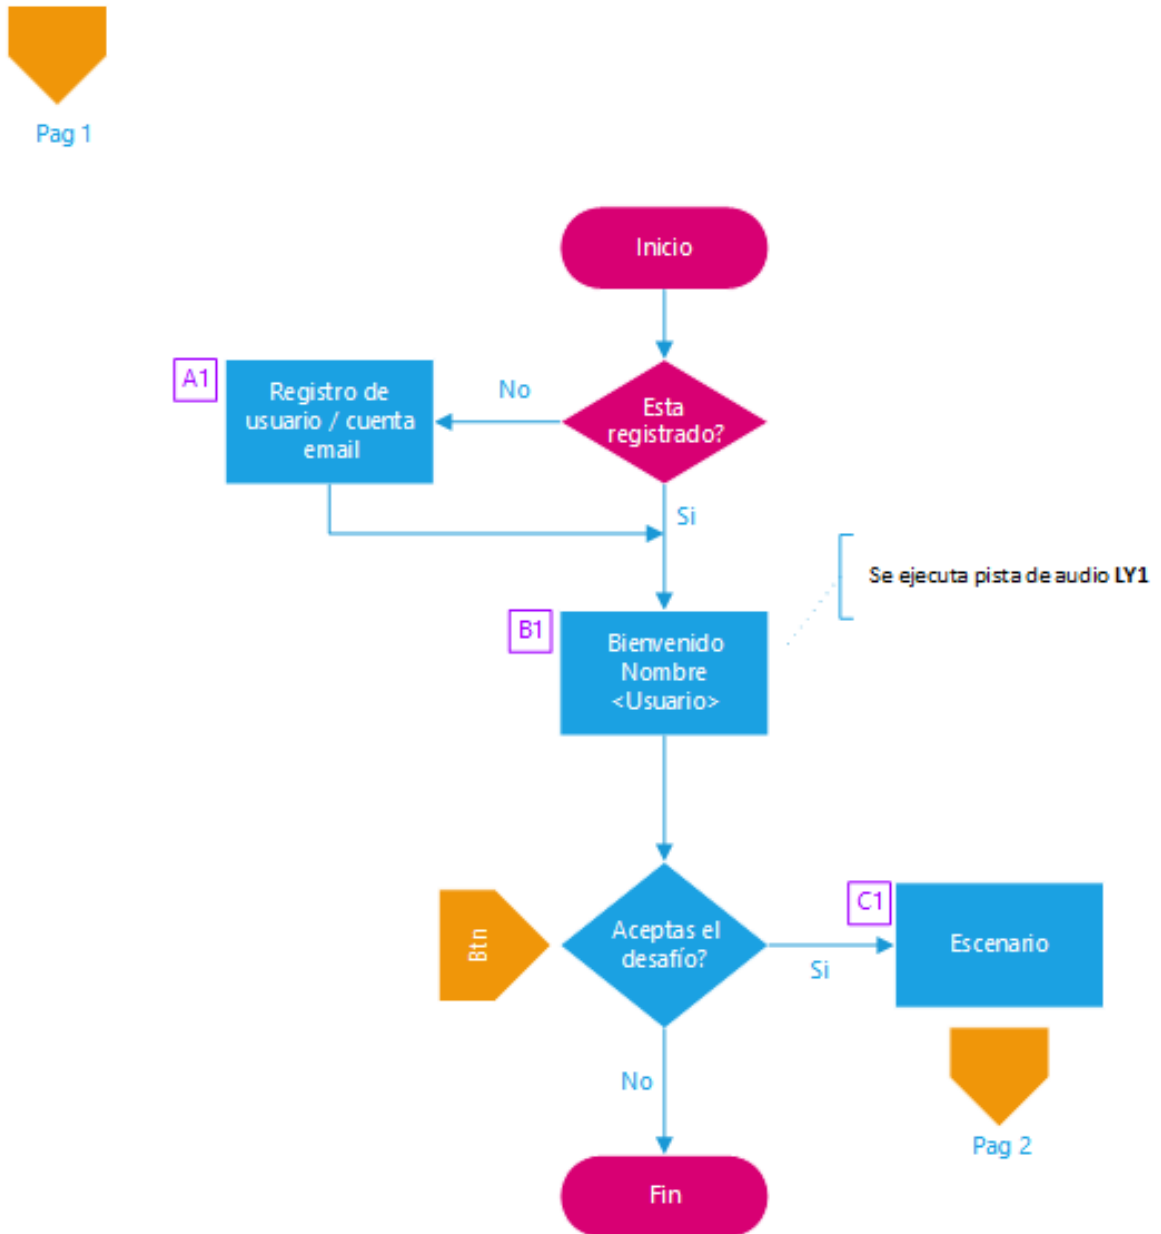 Pag 1
Inicio
A1
Registro de
usuario / cuenta
email
No
Esta
registrado?
Si
Se ejecuta pista de audio LY1
B1
Bienvenido
Nombre
<Usuario>
Btn
Aceptas el
desafío?
Si
C1
Escenario
No
Pag 2
Fin